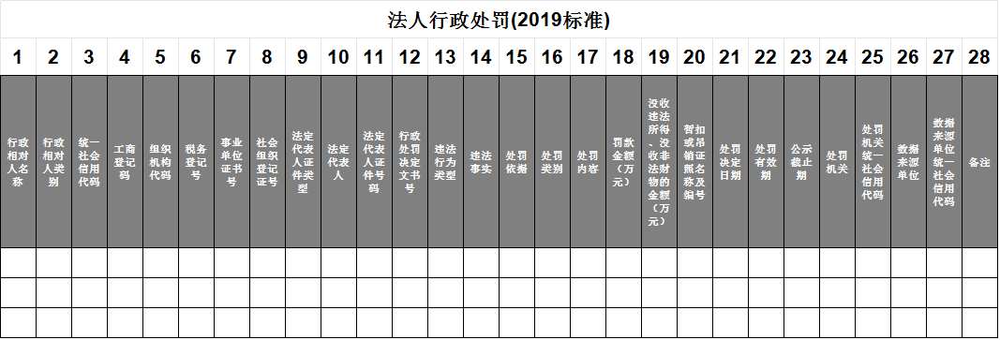 法人行政处罚(2019标准)
1 2 3 4 5 6 7 8 9 10 11 12 13 14 15 16 17 18 19 20 21 22 23 24 25 26 27 28
行政
相对
人名
称
行政
相对
人类
别
统一
社会
信用
代码
工商
登记
码
组织
机构
代码
税务
登记
号
事业
单位
证书
号
社会
组织
登记
证号
法定
代表
人证
件类
型
法定
代表
人
法定
代表
人证
件号
码
行政
处罚
决定
文书
号
违法
行为
类型
违法
事实
处罚
依据
处罚
类别
处罚
内容
罚款
金额
（万
元）
没收
违法
所得
、没
收非
法财
物的
金额
（万
元）
暂扣
或吊
销证
照名
称及
编号
处罚
决定
日期
处罚
有效
期
公示
截止
期
处罚
机关
处罚
机关
统一
社会
信用
代码
数据
来源
单位
数据
来源
单位
统一
社会
信用
代码
备注